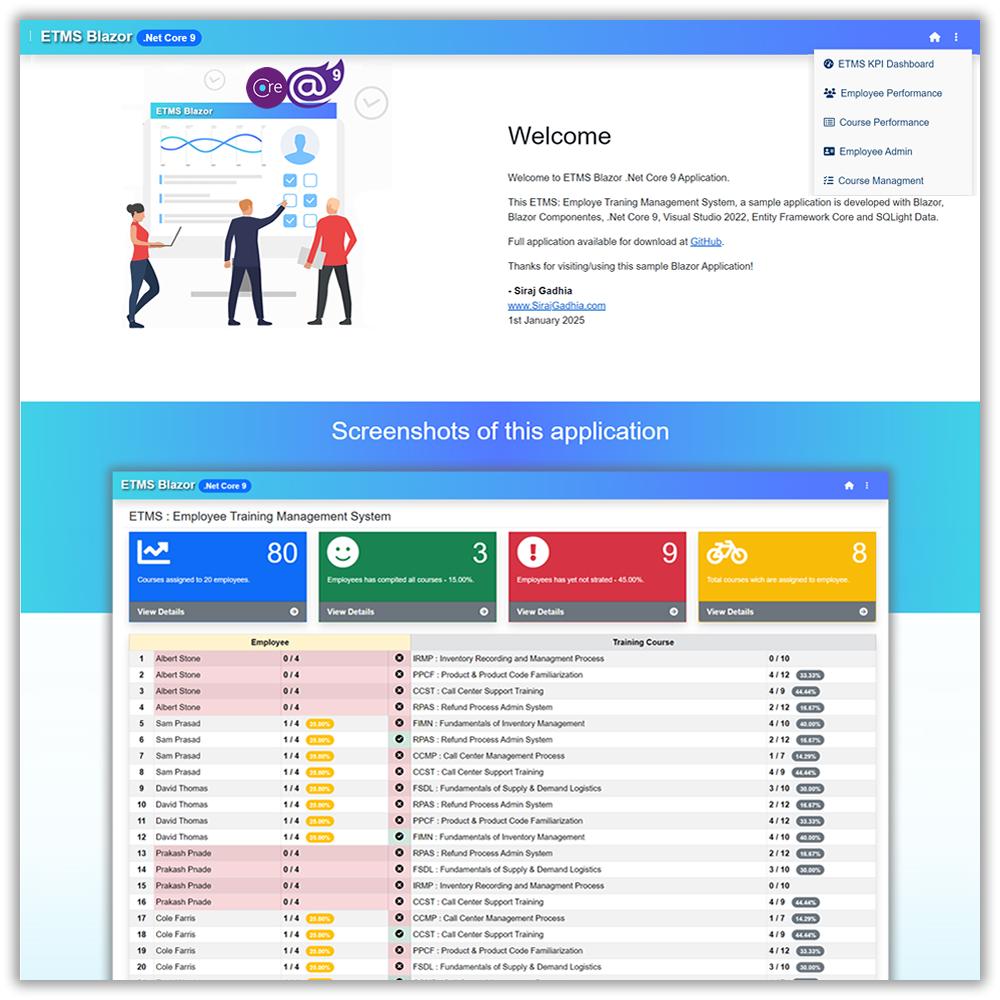 ETMS Blazor .Net Core 9
ETMS KPI Dashboard
Employee Performance
Course Performance
Employee Admin
Course Managment
Core @ 9
ETMS Blazor
Welcome
Welcome to ETMS Blazor .Net Core 9 Application.
This ETMS: Employe Traning Management System, a sample application is developed with Blazor,
Blazor Componentes, .Net Core 9, Visual Studio 2022, Entity Framework Core and SQLight Data.
Full application available for download at GitHub.
Thanks for visiting/using this sample Blazor Application!
- Siraj Gadhia
www.SirajGadhia.com
1st January 2025
Screenshots of this application
ETMS Blazor .Net Core 9
ETMS : Employee Training Management System
80
Courses assigned to 20 employees.
View Details
3
Employees has complted all courses - 15.00%.
View Details
9
Employees has yet not strated - 45.00%.
View Details
8
Total courses wich are assigned to employee.
View Details
Employee Training Course
1 Albert Stone 0 / 4 IRMP : Inventory Recording and Managment Process 0 / 10
2 Albert Stone 0 / 4 PPCF : Product & Product Code Familiarization 4 / 12 33.33%
3 Albert Stone 0 / 4 CCST : Call Center Support Training 4 / 9 44.44%
4 Albert Stone 0 / 4 RPAS : Refund Process Admin System 2 / 12 16.67%
5 Sam Prasad 1 / 4 25.00% FIMN : Fundamentals of Inventory Management 4 / 10 40.00%
6 Sam Prasad 1 / 4 25.00% RPAS : Refund Process Admin System 2 / 12 16.67%
7 Sam Prasad 1 / 4 25.00% CCMP : Call Center Management Process 1 / 7 14.29%
8 Sam Prasad 1 / 4 25.00% CCST : Call Center Support Training 4 / 9 44.44%
9 David Thomas 1 / 4 25.00% FSDL : Fundamentals of Supply & Demand Logistics 3 / 10 30.00%
10 David Thomas 1 / 4 25.00% RPAS : Refund Process Admin System 2 / 12 16.67%
11 David Thomas 1 / 4 25.00% PPCF : Product & Product Code Familiarization 4 / 12 33.33%
12 David Thomas 1 / 4 25.00% FIMN : Fundamentals of Inventory Management 4 / 10 40.00%
13 Prakash Pnade 0 / 4 RPAS : Refund Process Admin System 2 / 12 16.67%
14 Prakash Pnade 0 / 4 FSDL : Fundamentals of Supply & Demand Logistics 3 / 10 30.00%
15 Prakash Pnade 0 / 4 IRMP : Inventory Recording and Managment Process 0 / 10
16 Prakash Pnade 0 / 4 CCST : Call Center Support Training 4 / 9 44.44%
17 Cole Farris 1 / 4 25.00% CCMP : Call Center Management Process 1 / 7 14.29%
18 Cole Farris 1 / 4 25.00% CCST : Call Center Support Training 4 / 9 44.44%
19 Cole Farris 1 / 4 25.00% PPCF : Product & Product Code Familiarization 4 / 12 33.33%
20 Cole Farris 1 / 4 25.00% FSDL : Fundamentals of Supply & Demand Logistics 3 / 10 30.00%